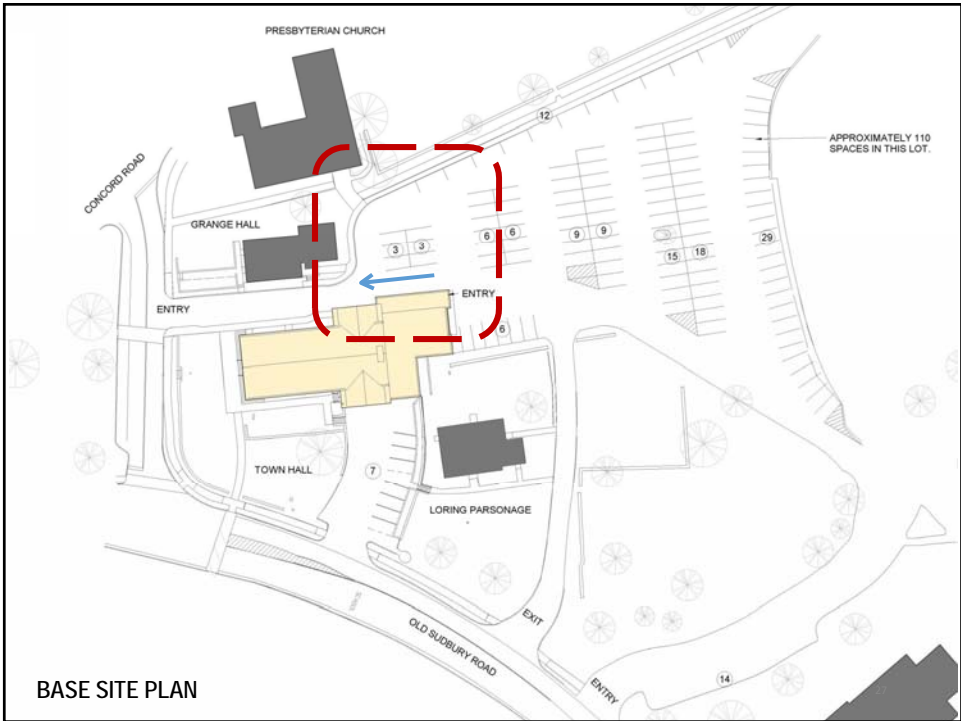 PRESBYTERIAN CHURCH
12
APPROXIMATELY 110
SPACES IN THIS LOT.
CONCORD ROAD
GRANGE HALL
3
3
6
6
9
9
15
18
29
ENTRY
ENTRY
6
TOWN HALL
7
LORING PARSONAGE
OLD SUDBURY ROAD
EXIT
ENTRY
14
BASE SITE PLAN
27